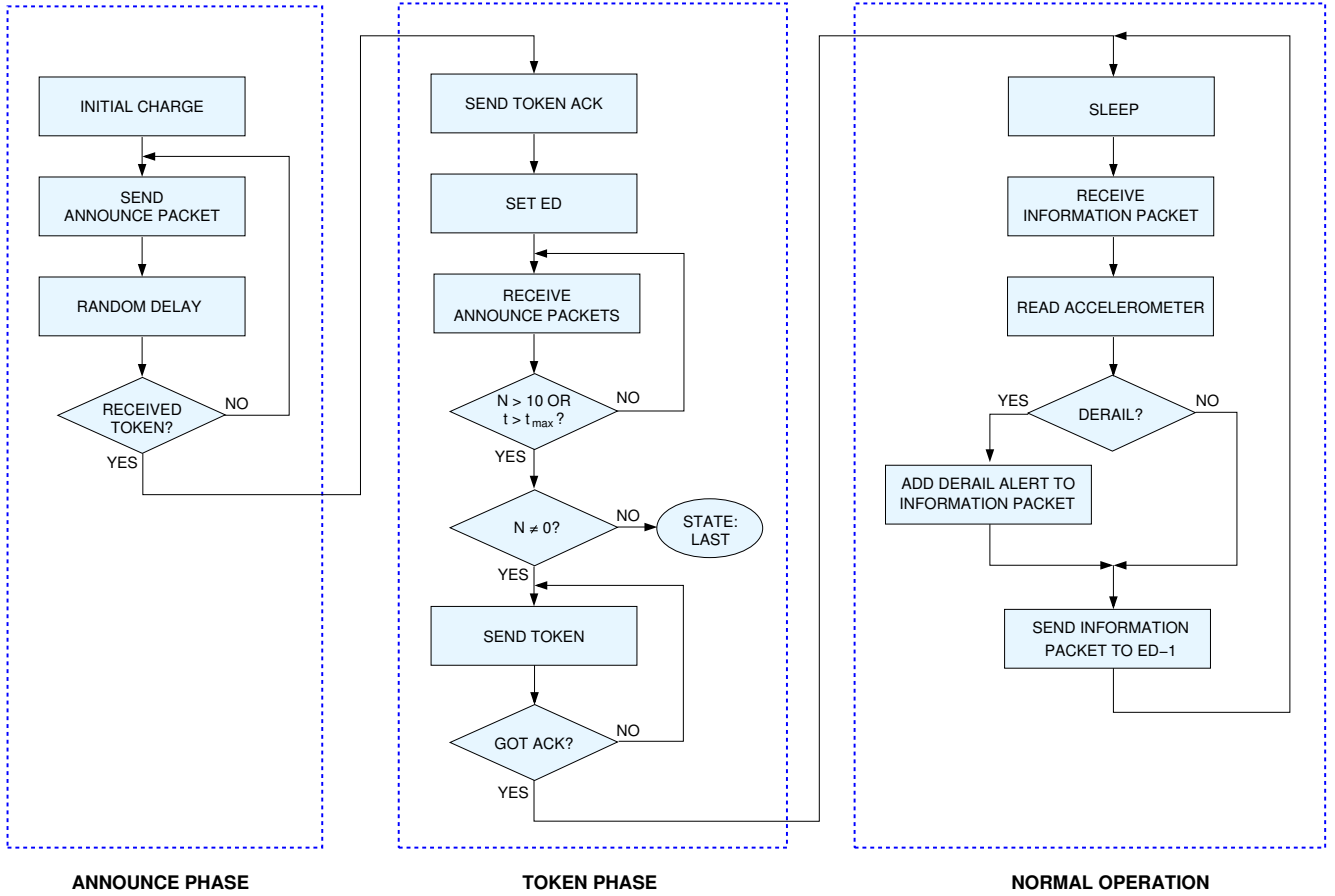 INITIAL CHARGE
SEND
ANNOUNCE PACKET
RANDOM DELAY
RECEIVED
TOKEN?
NO
YES
ANNOUNCE PHASE
SEND TOKEN ACK
SET ED
RECEIVE
ANNOUNCE PACKETS
N > 10 OR
t > tmax?
NO
YES
N ≠ 0?
NO
STATE:
LAST
YES
SEND TOKEN
GOT ACK?
NO
YES
TOKEN PHASE
SLEEP
RECEIVE
INFORMATION PACKET
READ ACCELEROMETER
YES
DERAIL?
NO
ADD DERAIL ALERT TO
INFORMATION PACKET
SEND INFORMATION
PACKET TO ED−1
NORMAL OPERATION